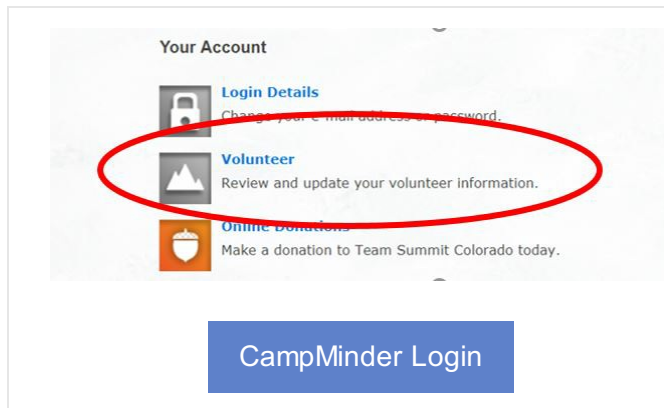 Your Account
Login Details
Change your e-mail address or password.
Volunteer
Review and update your volunteer information.
Online Donations
Make a donation to Team Summit Colorado today.
CampMinder Login